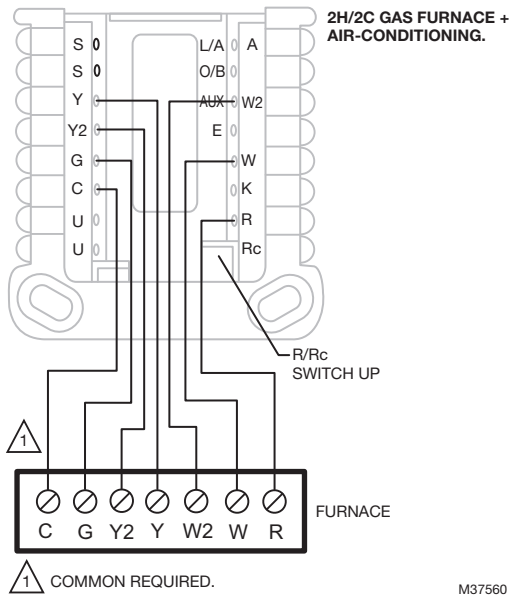 2H/2C GAS FURNACE +
AIR-CONDITIONING.
S L/A A
S O/B
Y AUX W2
Y2 E
G W
C K
U R
U Rc
R/Rc
SWITCH UP
1
C G Y2 Y W2 W R
FURNACE
1 COMMON REQUIRED.
M37560